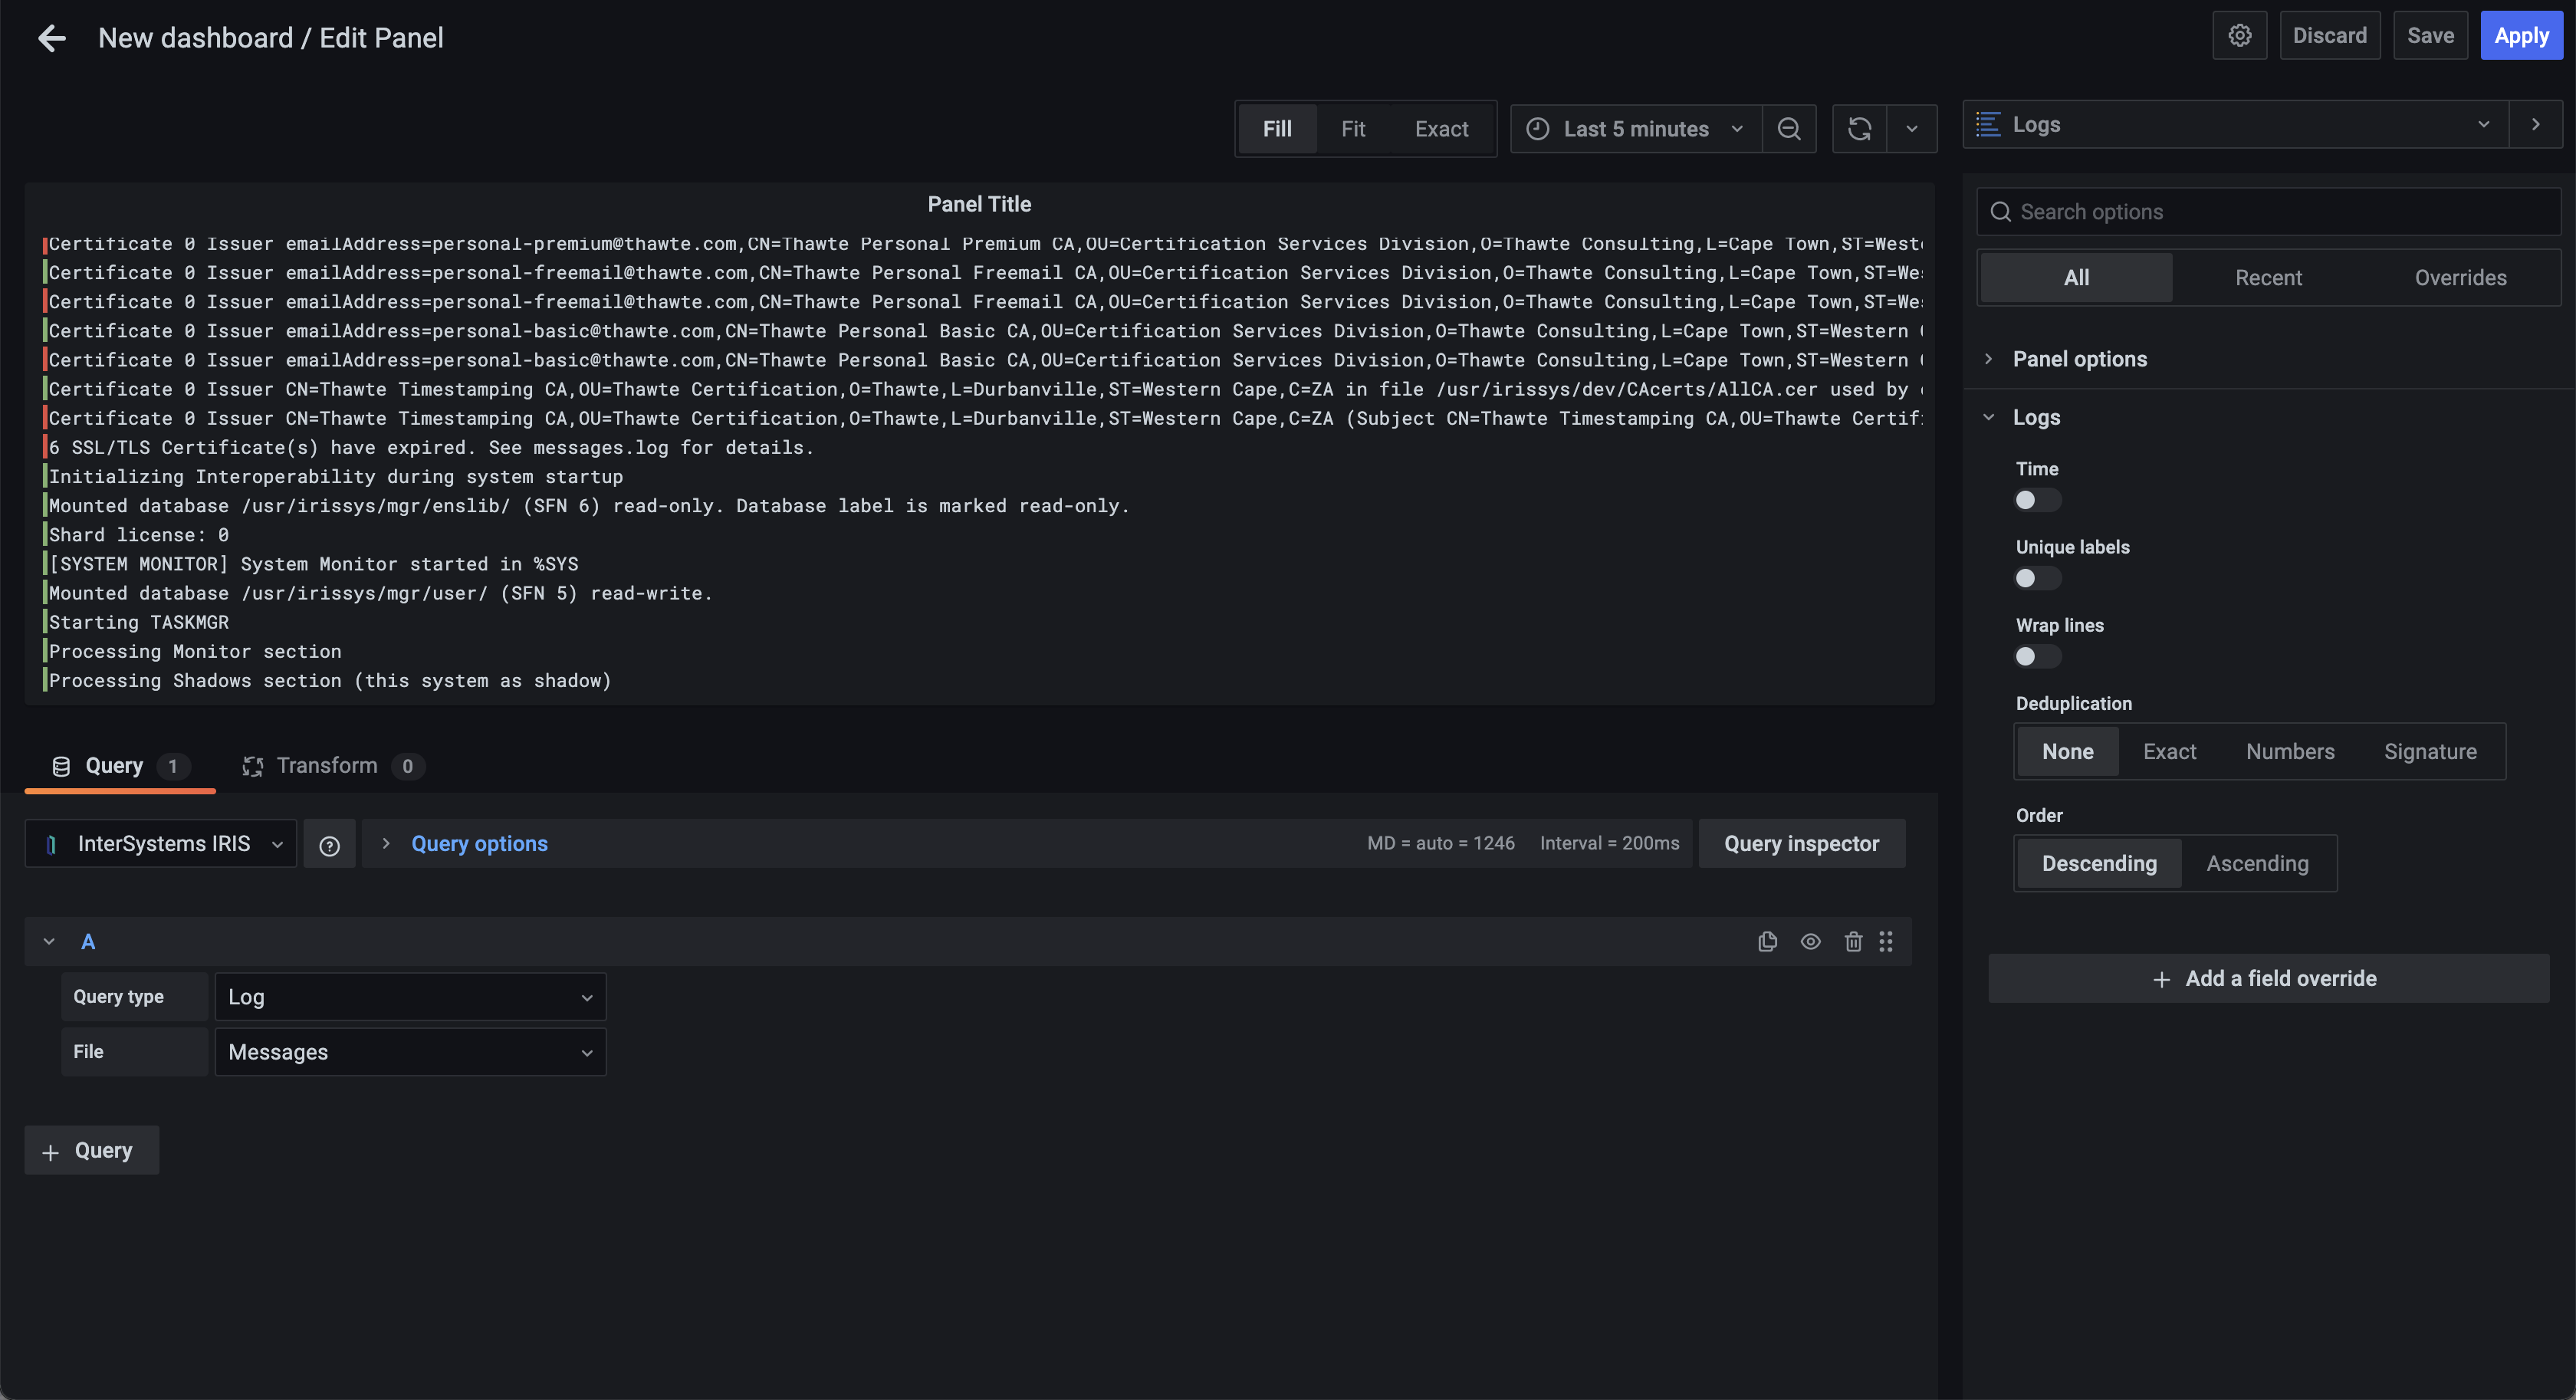 New dashboard / Edit Panel
Discard
Save
Apply
Fill
Fit
Exact
Last 5 minutes
Logs
Panel Title
Search options
Certificate 0 Issuer emailAddress=personal-premium@thawte.com,CN=Thawte Personal Premium CA,OU=Certification Services Division,O=Thawte Consulting,L=Cape Town,ST=Weste
Certificate 0 Issuer emailAddress=personal-freemail@thawte.com,CN=Thawte Personal Freemail CA,OU=Certification Services Division,O=Thawte Consulting,L=Cape Town,ST=Wes
Certificate 0 Issuer emailAddress=personal-freemail@thawte.com,CN=Thawte Personal Freemail CA,OU=Certification Services Division,O=Thawte Consulting,L=Cape Town,ST=Wes
Certificate 0 Issuer emailAddress=personal-basic@thawte.com,CN=Thawte Personal Basic CA,OU=Certification Services Division,O=Thawte Consulting,L=Cape Town,ST=Western
Certificate 0 Issuer emailAddress=personal-basic@thawte.com,CN=Thawte Personal Basic CA,OU=Certification Services Division,O=Thawte Consulting,L=Cape Town,ST=Western
Certificate 0 Issuer CN=Thawte Timestamping CA,OU=Thawte Certification,O=Thawte,L=Durbanville,ST=Western Cape,C=ZA in file /usr/irissys/dev/CAcerts/AllCA.cer used by
Certificate 0 Issuer CN=Thawte Timestamping CA,OU=Thawte Certification,O=Thawte,L=Durbanville,ST=Western Cape,C=ZA (Subject CN=Thawte Timestamping CA,OU=Thawte Certifi
6 SSL/TLS Certificate(s) have expired. See messages.log for details.
Initializing Interoperability during system startup
Mounted database /usr/irissys/mgr/enslib/ (SFN 6) read-only. Database label is marked read-only.
Shard license: 0
[SYSTEM MONITOR] System Monitor started in %SYS
Mounted database /usr/irissys/mgr/user/ (SFN 5) read-write.
Starting TASKMGR
Processing Monitor section
Processing Shadows section (this system as shadow)
All
Recent
Overrides
Panel options
Logs
Time
Unique labels
Wrap lines
Deduplication
None
Exact
Numbers
Signature
Order
Descending
Ascending
Add a field override
Query 1
Transform 0
InterSystems IRIS
Query options
MD = auto = 1246
Interval = 200ms
Query inspector
A
Query type
Log
File
Messages
Query